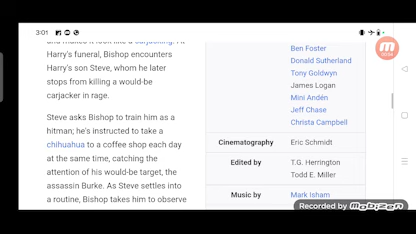 3:01
and makes it look like a carjacking. At
Harry's funeral, Bishop encounters
Harry's son Steve, whom he later
stops from killing a would-be
carjacker in rage.
Steve asks Bishop to train him as a
hitman; he's instructed to take a
chihuahua to a coffee shop each day
at the same time, catching the
attention of his would-be target, the
assassin Burke. As Steve settles into
a routine, Bishop takes him to observe
Ben Foster
Donald Sutherland
Tony Goldwyn
James Logan
Mini Andén
Jeff Chase
Christa Campbell
Cinematography Eric Schmidt
Edited by T.G. Herrington
Todd E. Miller
Music by Mark Isham
Recorded by Mobizen